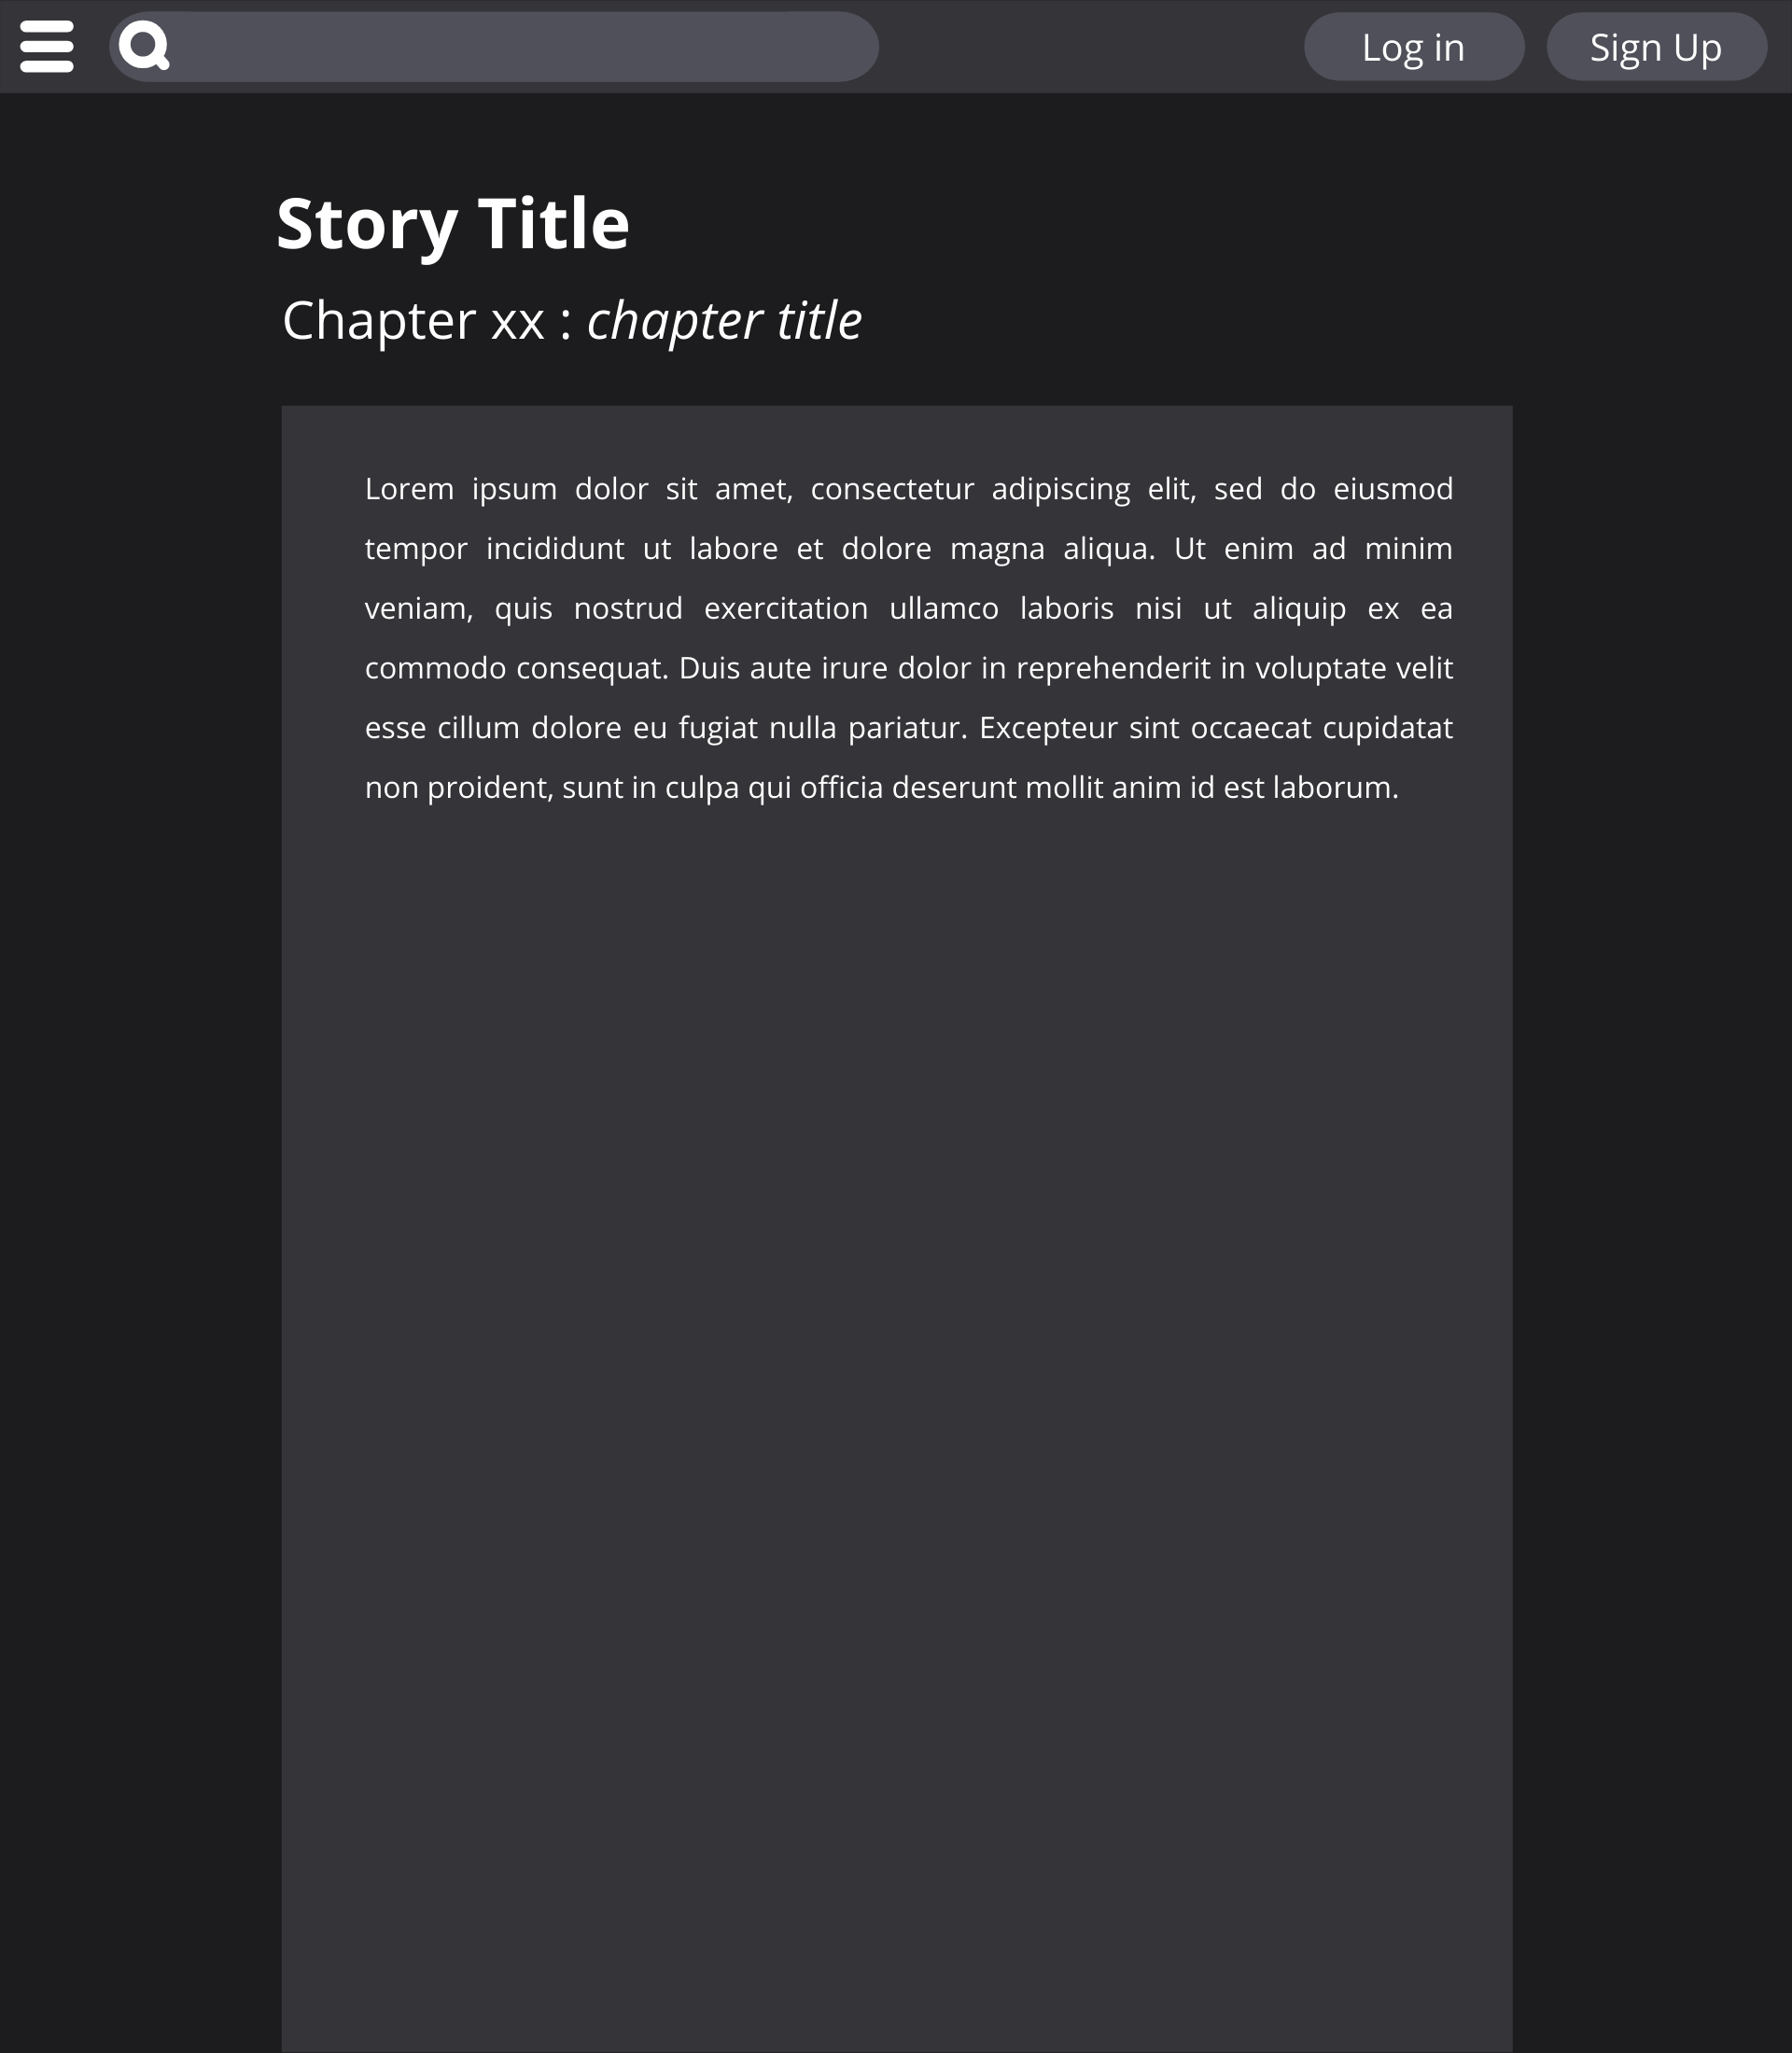 Log in
Sign Up
Story Title
Chapter xx : chapter title
Lorem ipsum dolor sit amet, consectetur adipiscing elit, sed do eiusmod
tempor incididunt ut labore et dolore magna aliqua. Ut enim ad minim
veniam, quis nostrud exercitation ullamco laboris nisi ut aliquip ex ea
commodo consequat. Duis aute irure dolor in reprehenderit in voluptate velit
esse cillum dolore eu fugiat nulla pariatur. Excepteur sint occaecat cupidatat
non proident, sunt in culpa qui officia deserunt mollit anim id est laborum.